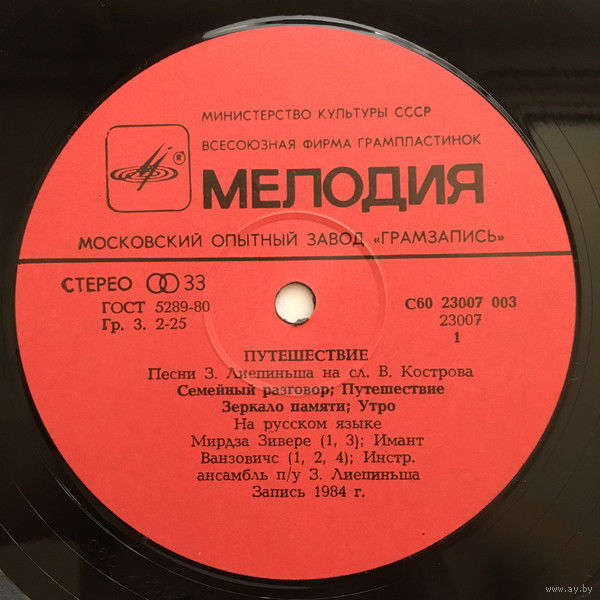 МИНИСТЕРСТВО КУЛЬТУРЫ СССР
ВСЕСОЮЗНАЯ ФИРМА ГРАМПЛАСТИНОК
®
МЕЛОДИЯ
МОСКОВСКИЙ ОПЫТНЫЙ ЗАВОД «ГРАМЗАПИСЬ»
СТЕРЕО 33
ГОСТ 5289-80
Гр. 3. 2-25
С60 23007 003
23007
1
ПУТЕШЕСТВИЕ
Песни З. Лиепиньша на сл. В. Кострова
Семейный разговор; Путешествие
Зеркало памяти; Утро
На русском языке
Мирдза Зивере (1, 3); Имант
Ванзовичс (1, 2, 4); Инстр.
ансамбль п/у З. Лиепиньша
Запись 1984 г.
www.ay.by